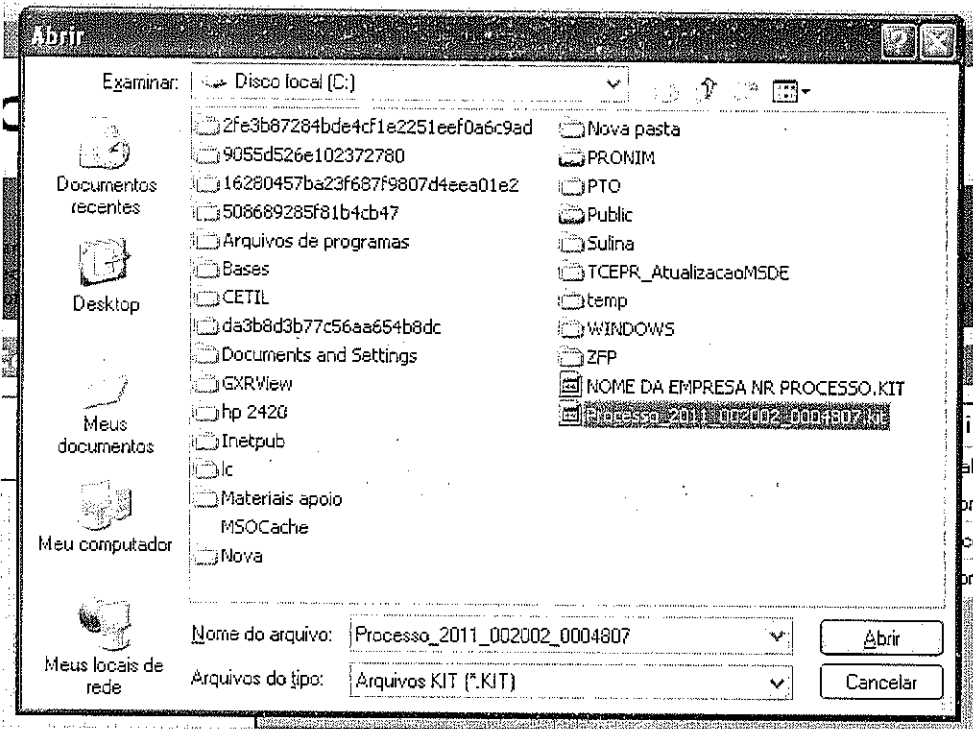 Abrir
Examinar: Disco local (C:)
Documentos
recentes
Desktop
Meus
documentos
Meu computador
Meus locais de
rede
2fe3b87284bde4cf1e2251eef0a6c9ad
9055d526e102372780
16280457ba23f687f9807d4eea01e2
508689285f81b4cb47
Arquivos de programas
Bases
CETIL
da3b8d3b77c56aa654b8dc
Documents and Settings
GXRView
hp 2420
Inetpub
lc
Materiais apoio
MSOCache
Nova
Nova pasta
PRONIM
PTO
Public
Sulina
TCEPR_AtualizacaoMSDE
temp
WINDOWS
ZFP
NOME DA EMPRESA NR PROCESSO.KIT
Processo_2011_002002_0004807.kit
Nome do arquivo: Processo_2011_002002_0004807 Abrir
Arquivos do tipo: Arquivos KIT (*.KIT) Cancelar